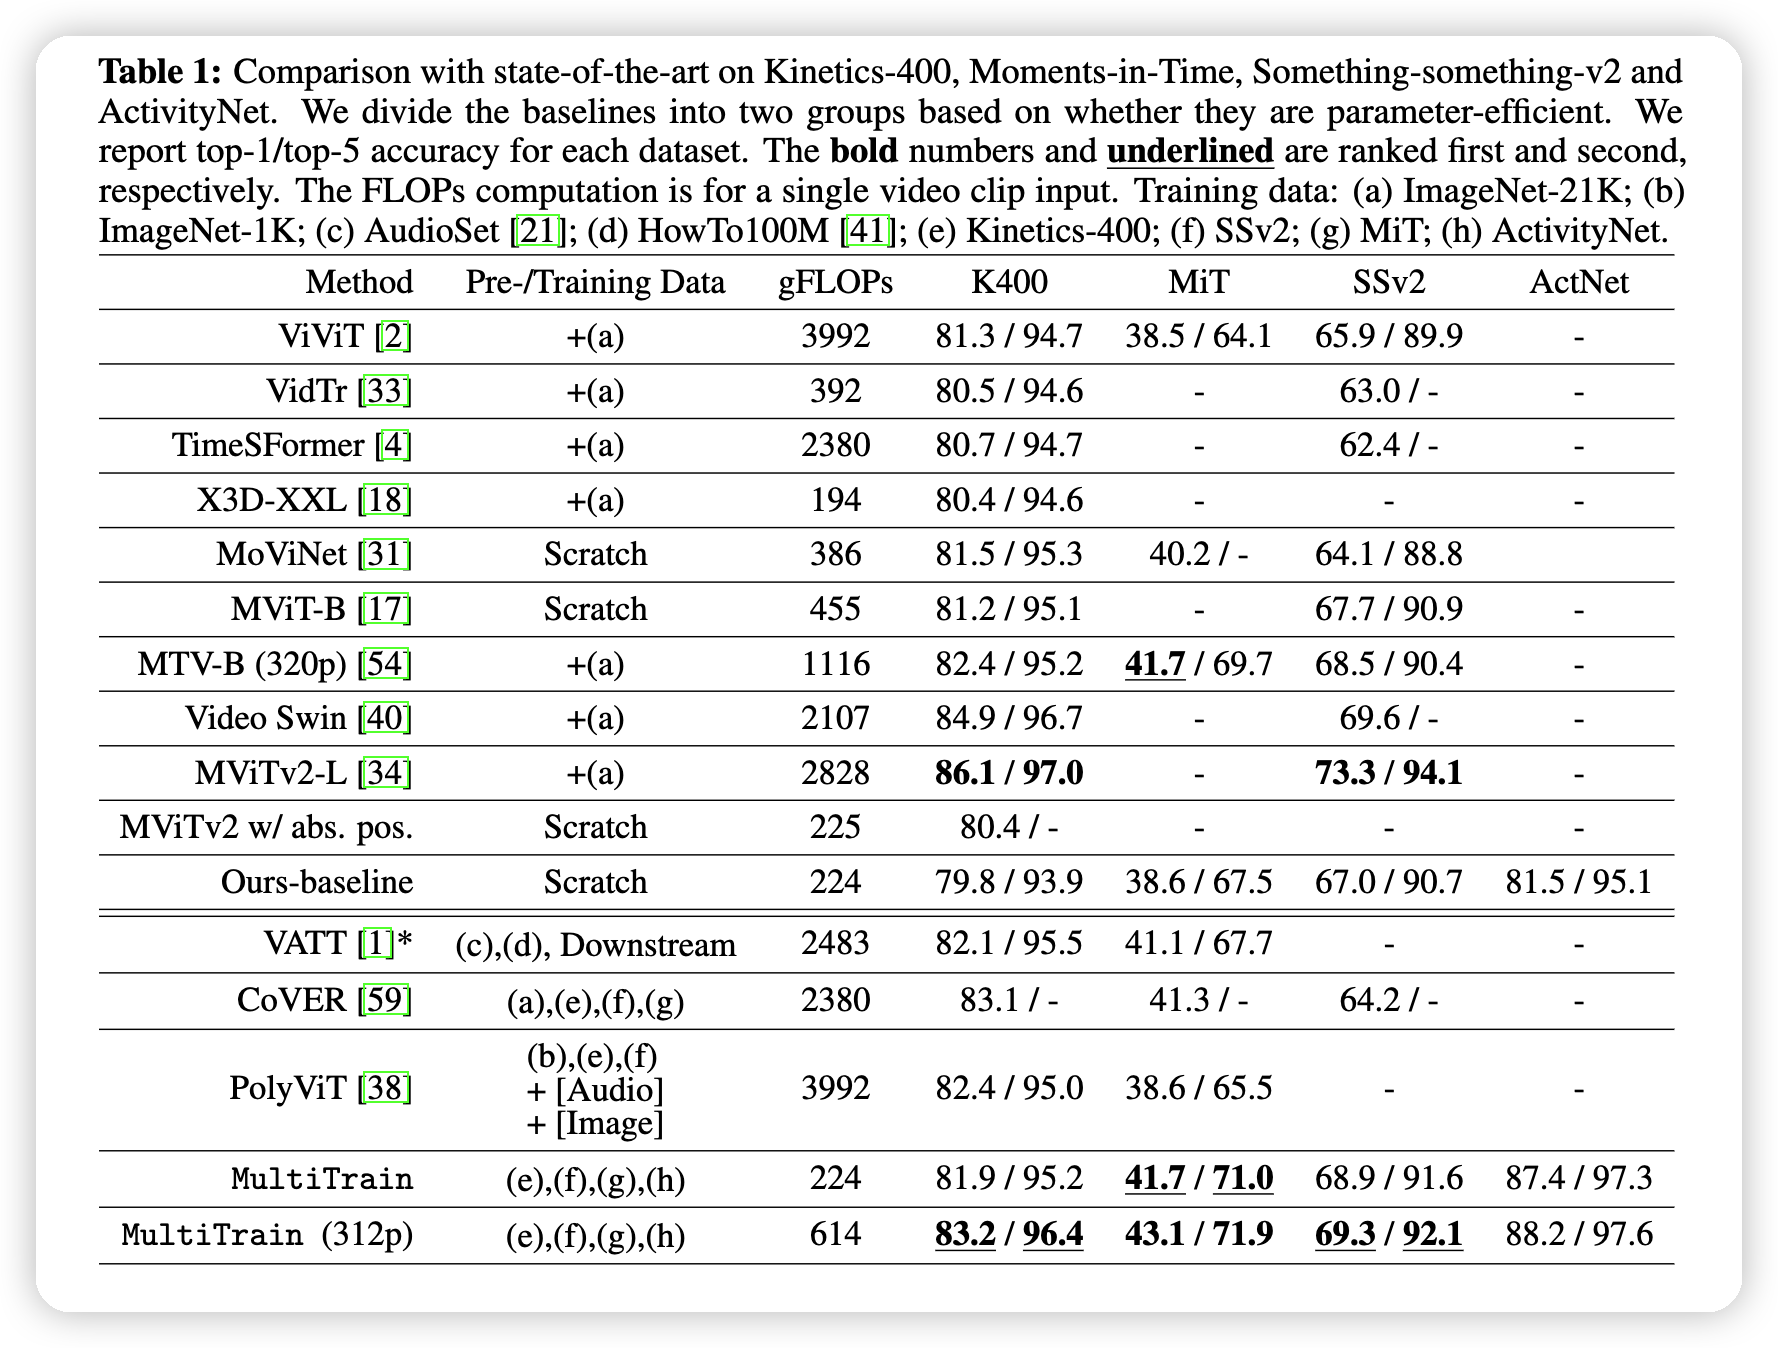 Table 1: Comparison with state-of-the-art on Kinetics-400, Moments-in-Time, Something-something-v2 and
ActivityNet. We divide the baselines into two groups based on whether they are parameter-efficient. We
report top-1/top-5 accuracy for each dataset. The bold numbers and underlined are ranked first and second,
respectively. The FLOPs computation is for a single video clip input. Training data: (a) ImageNet-21K; (b)
ImageNet-1K; (c) AudioSet [21]; (d) HowTo100M [41]; (e) Kinetics-400; (f) SSv2; (g) MiT; (h) ActivityNet.
Method Pre-/Training Data gFLOPs K400 MiT SSv2 ActNet
ViViT [2] +(a) 3992 81.3 / 94.7 38.5 / 64.1 65.9 / 89.9 -
VidTr [33] +(a) 392 80.5 / 94.6 - 63.0 / - -
TimeSFormer [4] +(a) 2380 80.7 / 94.7 - 62.4 / - -
X3D-XXL [18] +(a) 194 80.4 / 94.6 - - -
MoViNet [31] Scratch 386 81.5 / 95.3 40.2 / - 64.1 / 88.8
MViT-B [17] Scratch 455 81.2 / 95.1 - 67.7 / 90.9 -
MTV-B (320p) [54] +(a) 1116 82.4 / 95.2 41.7 / 69.7 68.5 / 90.4 -
Video Swin [40] +(a) 2107 84.9 / 96.7 - 69.6 / - -
MViTv2-L [34] +(a) 2828 86.1 / 97.0 - 73.3 / 94.1 -
MViTv2 w/ abs. pos. Scratch 225 80.4 / - - - -
Ours-baseline Scratch 224 79.8 / 93.9 38.6 / 67.5 67.0 / 90.7 81.5 / 95.1
VATT [1]* (c),(d), Downstream 2483 82.1 / 95.5 41.1 / 67.7 - -
CoVER [59] (a),(e),(f),(g) 2380 83.1 / - 41.3 / - 64.2 / - -
(b),(e),(f)
PolyViT [38] + [Audio] 3992 82.4 / 95.0 38.6 / 65.5 - -
+ [Image]
MultiTrain (e),(f),(g),(h) 224 81.9 / 95.2 41.7 / 71.0 68.9 / 91.6 87.4 / 97.3
MultiTrain (312p) (e),(f),(g),(h) 614 83.2 / 96.4 43.1 / 71.9 69.3 / 92.1 88.2 / 97.6